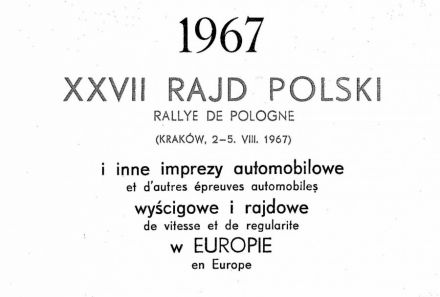 1967
XXVII RAJD POLSKI
RALLYE DE POLOGNE
(KRAKÓW, 2-5. VIII. 1967)
i inne imprezy automobilowe
et d'autres épreuves automobiles
wyścigowe i rajdowe
de vitesse et de regularite
w EUROPIE
en Europe